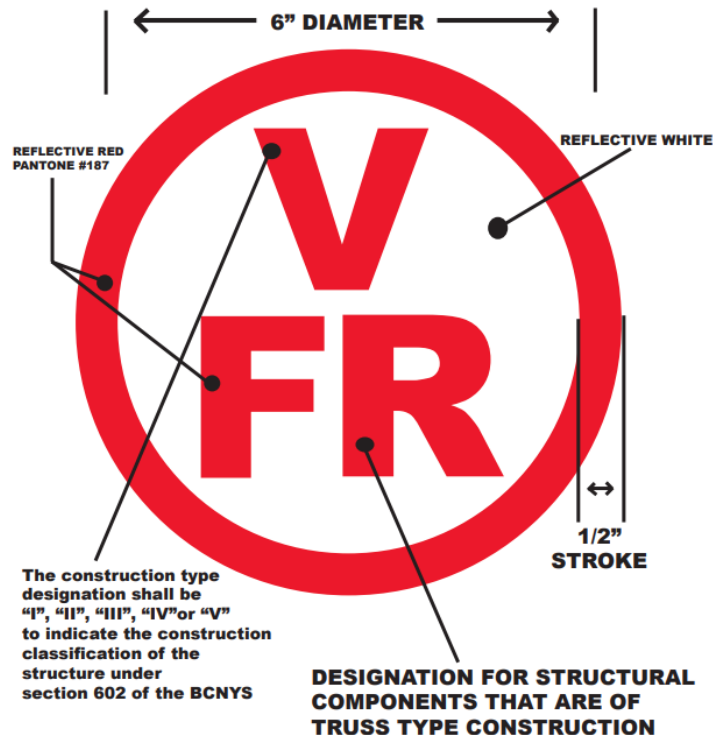 6” DIAMETER
REFLECTIVE RED
PANTONE #187
REFLECTIVE WHITE
V
FR
1/2”
STROKE
The construction type
designation shall be
“I”, “II”, “III”, “IV”or “V”
to indicate the construction
classification of the
structure under
section 602 of the BCNYS
DESIGNATION FOR STRUCTURAL
COMPONENTS THAT ARE OF
TRUSS TYPE CONSTRUCTION